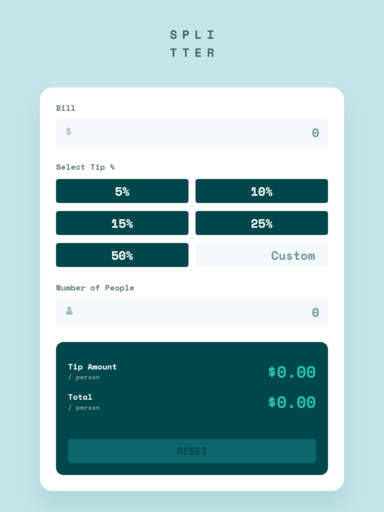 SPLI
TTER
Bill
$ 0
Select Tip %
5% 10%
15% 25%
50% Custom
Number of People
0
Tip Amount
/ person
$0.00
Total
/ person
$0.00
RESET